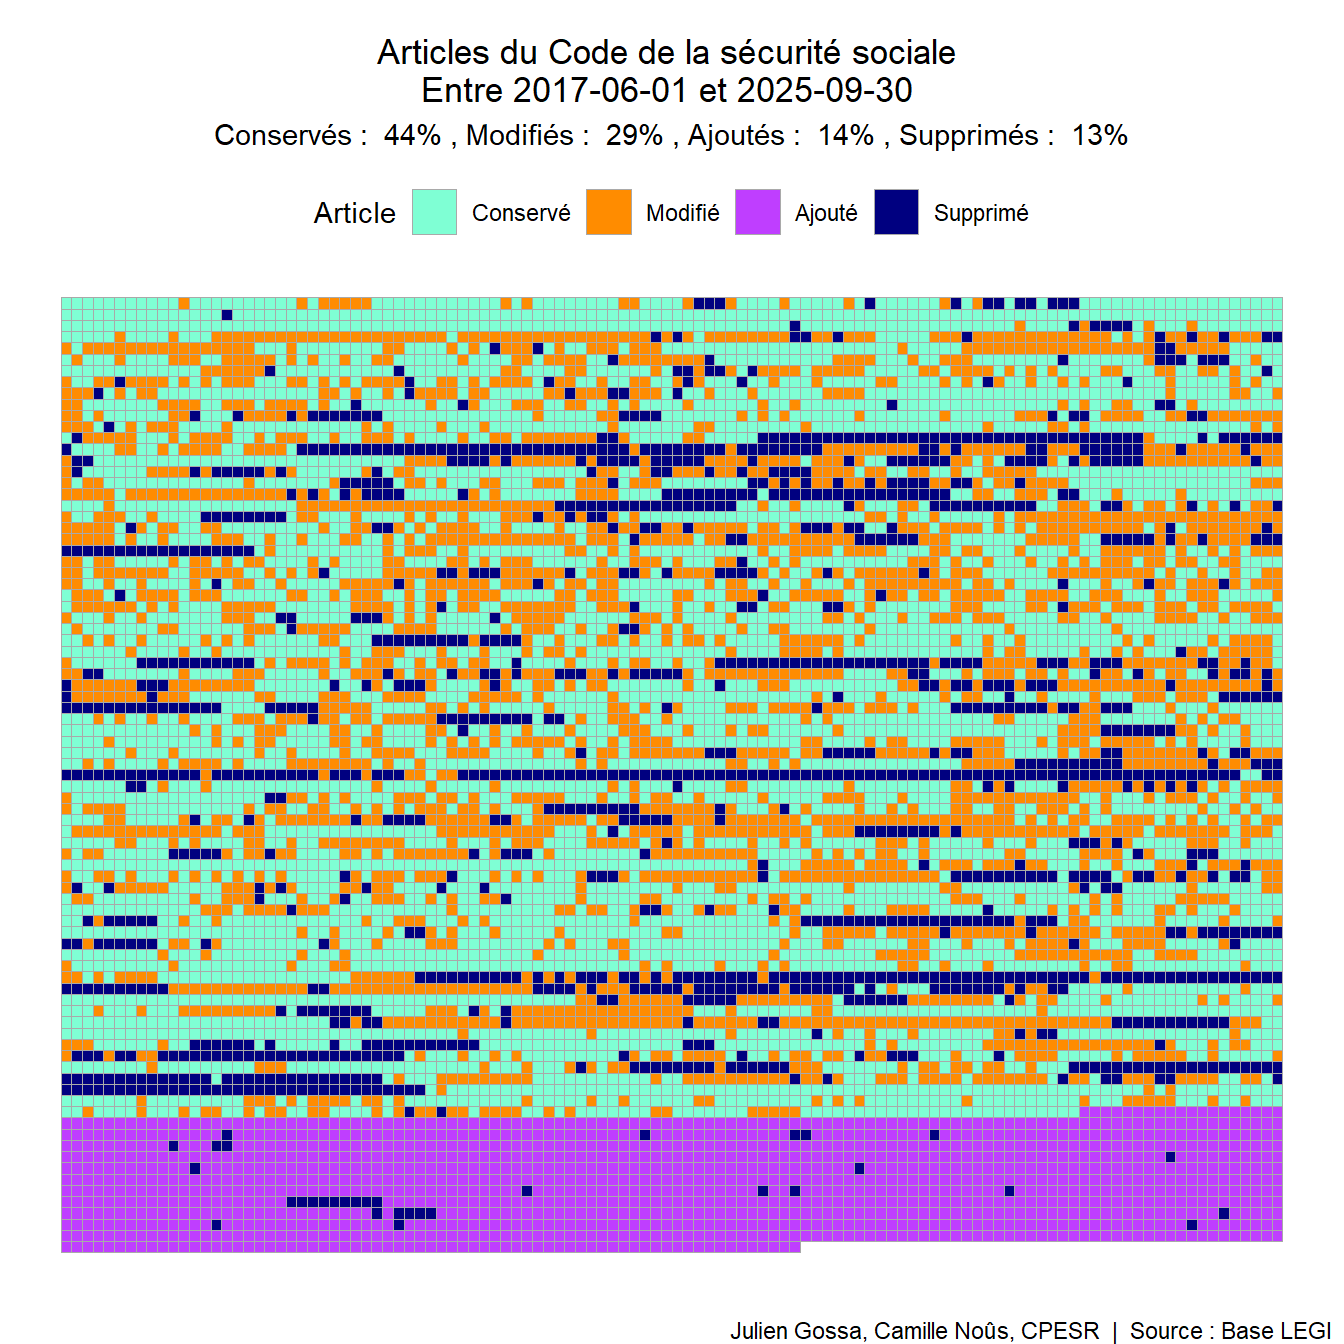 Articles du Code de la sécurité sociale
Entre 2017-06-01 et 2025-09-30
Conservés :  44% , Modifiés :  29% , Ajoutés :  14% , Supprimés :  13%
Article Conservé Modifié Ajouté Supprimé
Julien Gossa, Camille Noûs, CPESR | Source : Base LEGI